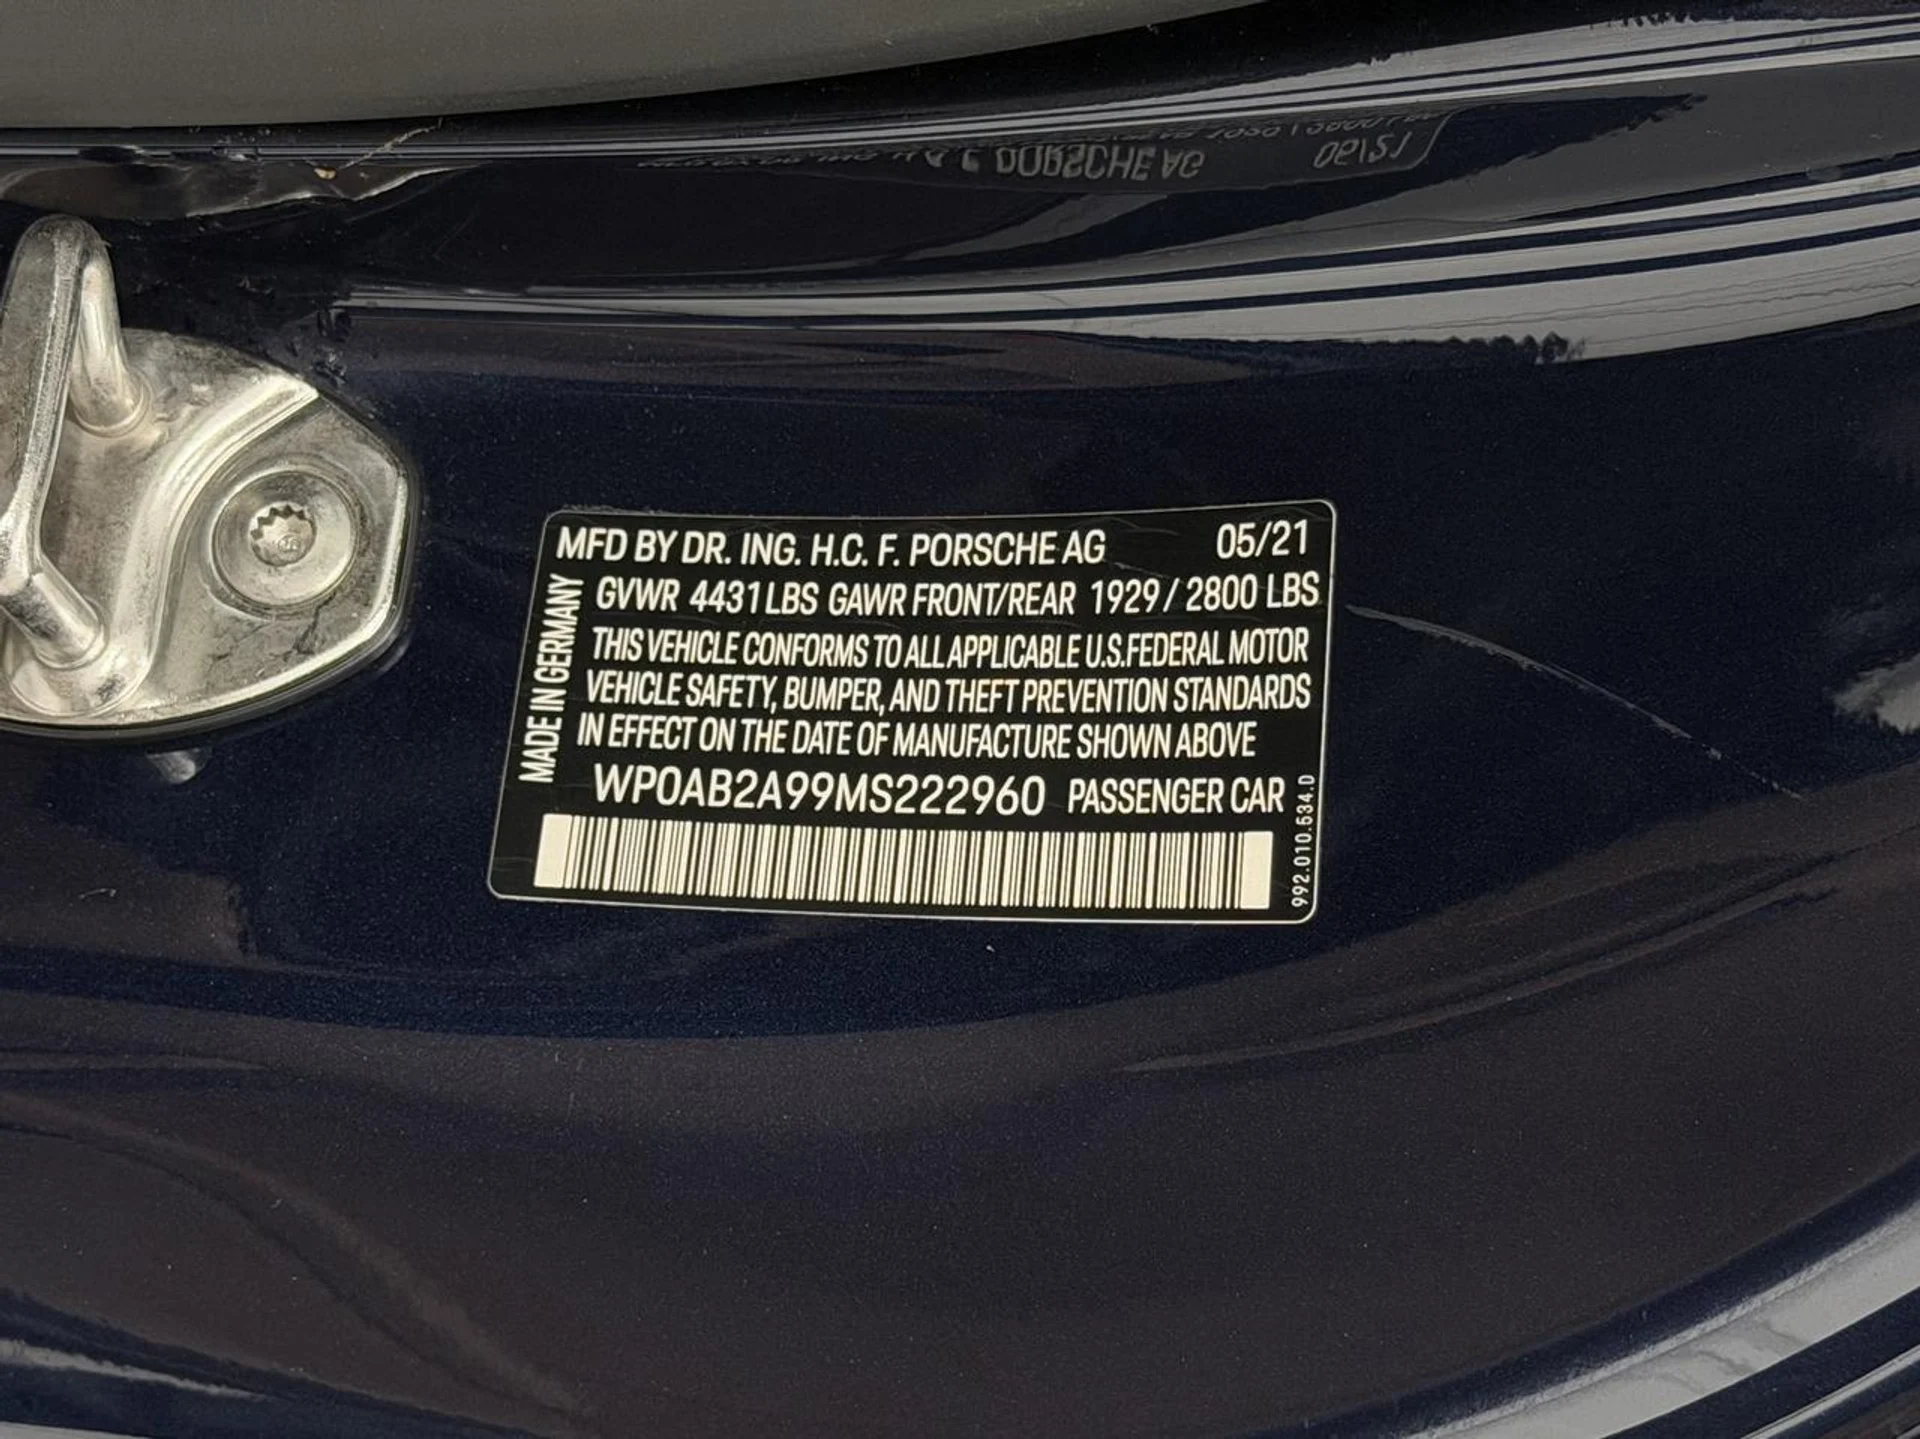 MFD BY DR. ING. H.C. F. PORSCHE AG 05/21
GVWR 4431LBS GAWR FRONT/REAR 1929 / 2800 LBS
THIS VEHICLE CONFORMS TO ALL APPLICABLE U.S.FEDERAL MOTOR
VEHICLE SAFETY, BUMPER, AND THEFT PREVENTION STANDARDS
IN EFFECT ON THE DATE OF MANUFACTURE SHOWN ABOVE
WP0AB2A99MS222960 PASSENGER CAR
MADE IN GERMANY
992.010.534.D